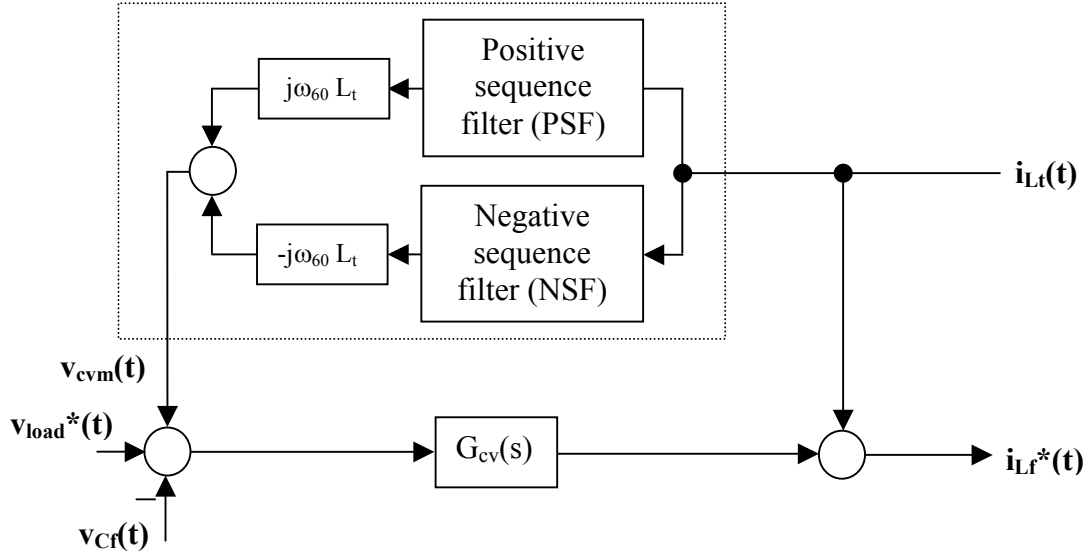 Positive
sequence
filter (PSF)
jω₆₀ Lₜ
Negative
sequence
filter (NSF)
-jω₆₀ Lₜ
i_Lt(t)
v_cvm(t)
v_load*(t)
G_cv(s)
i_Lf*(t)
–
v_Cf(t)